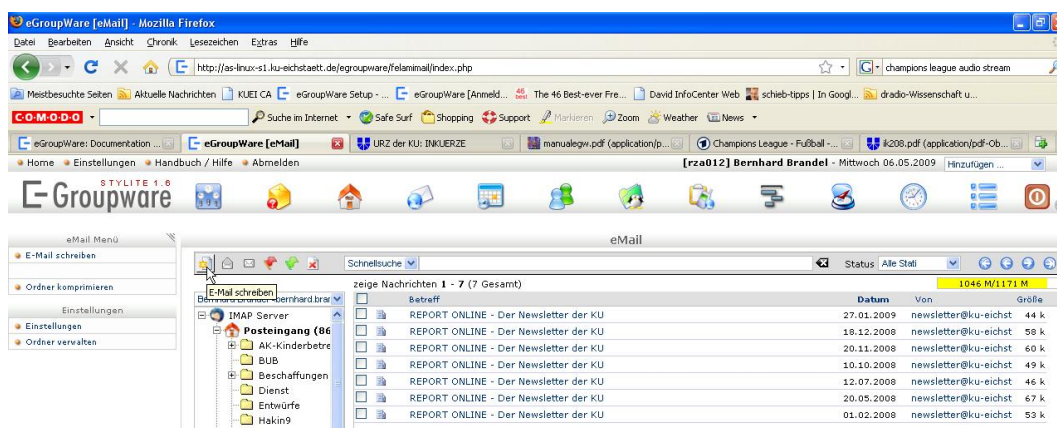 eGroupWare [eMail] - Mozilla Firefox
Datei Bearbeiten Ansicht Chronik Lesezeichen Extras Hilfe
http://as-linux-s1.ku-eichstaett.de/egroupware/felamimail/index.php
champions league audio stream
Meistbesuchte Seiten Aktuelle Nachrichten KUEI CA eGroupWare Setup - ... eGroupWare [Anmeld... The 46 Best-ever Fre... David InfoCenter Web schieb-tipps | In Googl... dradio-Wissenschaft u...
C·O·M·O·D·O Suche im Internet Safe Surf Shopping Support Markieren Zoom Weather News
eGroupWare: Documentation ... eGroupWare [eMail] URZ der KU: INKUERZE manualegw.pdf (application/p... Champions League - Fußball -... ik208.pdf (application/pdf-Ob...
Home Einstellungen Handbuch / Hilfe Abmelden [rza012] Bernhard Brandel - Mittwoch 06.05.2009 Hinzufügen ...
STYLITE 1.6
E-Groupware
eMail Menü
eMail
E-Mail schreiben
Schnellsuche
Status Alle Stati
E-Mail schreiben
zeige Nachrichten 1 - 7 (7 Gesamt)
1046 M/1171 M
Ordner komprimieren
Betreff Datum Von Größe
Einstellungen
Einstellungen
Ordner verwalten
IMAP Server
Posteingang (86
AK-Kinderbetre
BUB
Beschaffungen
Dienst
Entwürfe
Hakin9
REPORT ONLINE - Der Newsletter der KU 27.01.2009 newsletter@ku-eichst 44 k
REPORT ONLINE - Der Newsletter der KU 18.12.2008 newsletter@ku-eichst 58 k
REPORT ONLINE - Der Newsletter der KU 20.11.2008 newsletter@ku-eichst 60 k
REPORT ONLINE - Der Newsletter der KU 10.10.2008 newsletter@ku-eichst 49 k
REPORT ONLINE - Der Newsletter der KU 12.07.2008 newsletter@ku-eichst 46 k
REPORT ONLINE - Der Newsletter der KU 20.05.2008 newsletter@ku-eichst 67 k
REPORT ONLINE - Der Newsletter der KU 01.02.2008 newsletter@ku-eichst 53 k